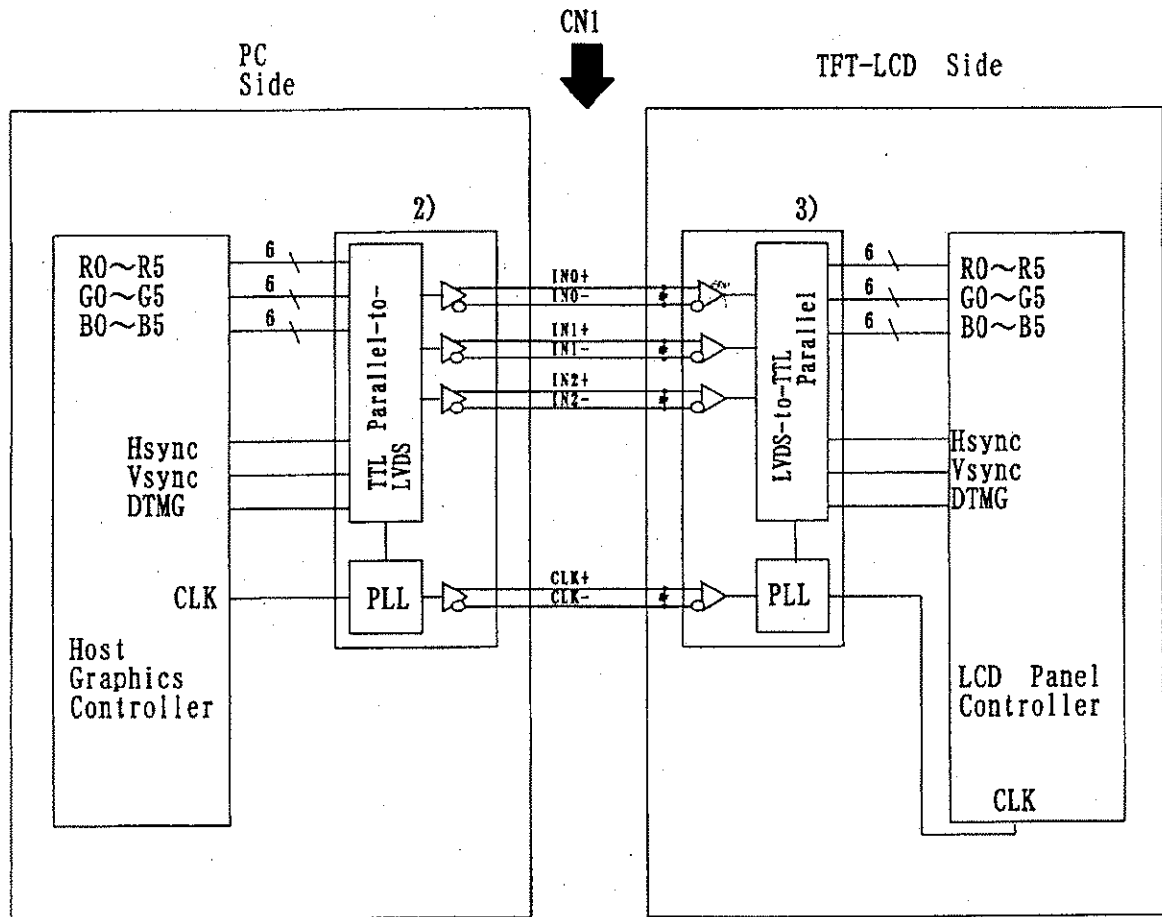 CN1
PC
Side
TFT-LCD Side
2)
3)
R0～R5
G0～G5
B0～B5
6
6
6
Hsync
Vsync
DTMG
CLK
Host
Graphics
Controller
TTL Parallel-to-
LVDS
PLL
IN0+
IN0-
IN1+
IN1-
IN2+
IN2-
CLK+
CLK-
LVDS-to-TTL
Parallel
PLL
6
6
6
R0～R5
G0～G5
B0～B5
Hsync
Vsync
DTMG
LCD Panel
Controller
CLK